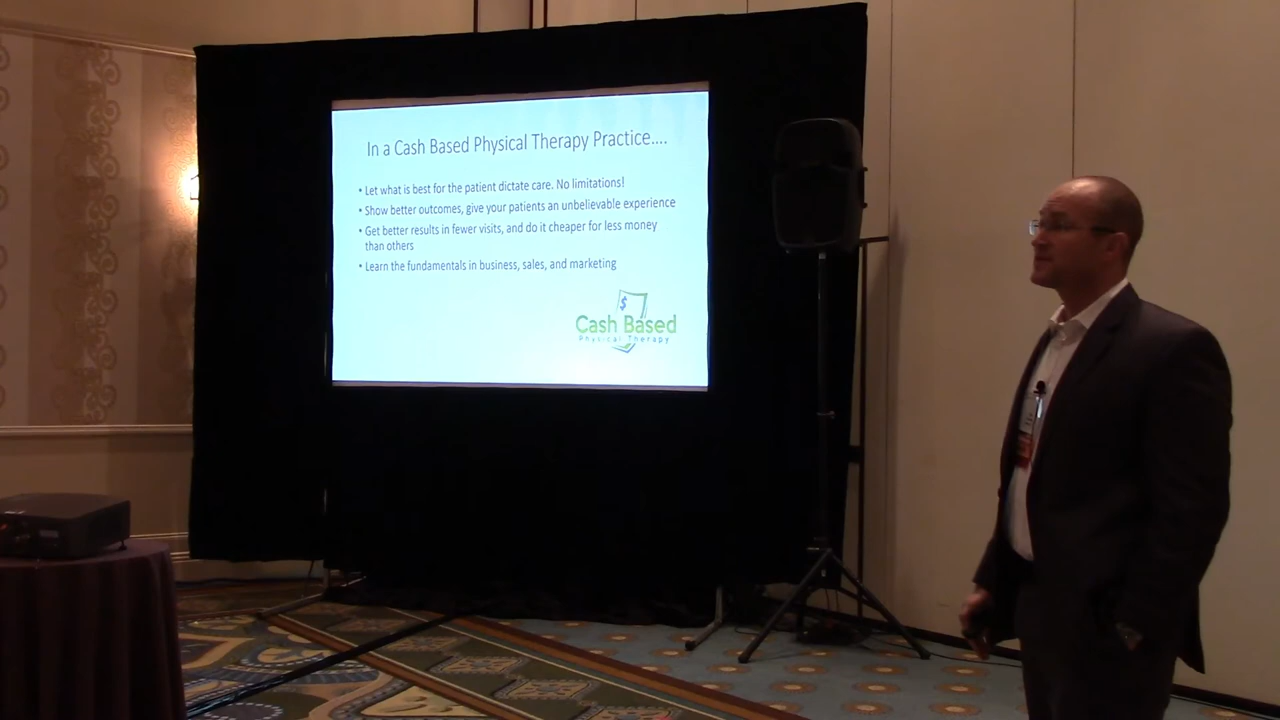 In a Cash Based Physical Therapy Practice....
• Let what is best for the patient dictate care. No limitations!
• Show better outcomes, give your patients an unbelievable experience
• Get better results in fewer visits, and do it cheaper for less money
than others
• Learn the fundamentals in business, sales, and marketing
$
Cash Based
Physical Therapy